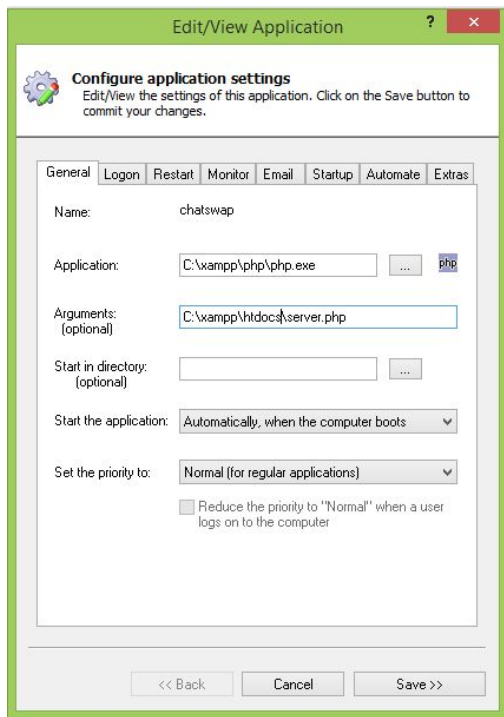 Edit/View Application
? ×
Configure application settings
Edit/View the settings of this application. Click on the Save button to
commit your changes.
General Logon Restart Monitor Email Startup Automate Extras
Name: chatswap
Application: C:\xampp\php\php.exe ... php
Arguments: C:\xampp\htdocs\server.php
(optional)
Start in directory: ...
(optional)
Start the application: Automatically, when the computer boots
Set the priority to: Normal (for regular applications)
Reduce the priority to "Normal" when a user
logs on to the computer
<< Back Cancel Save >>